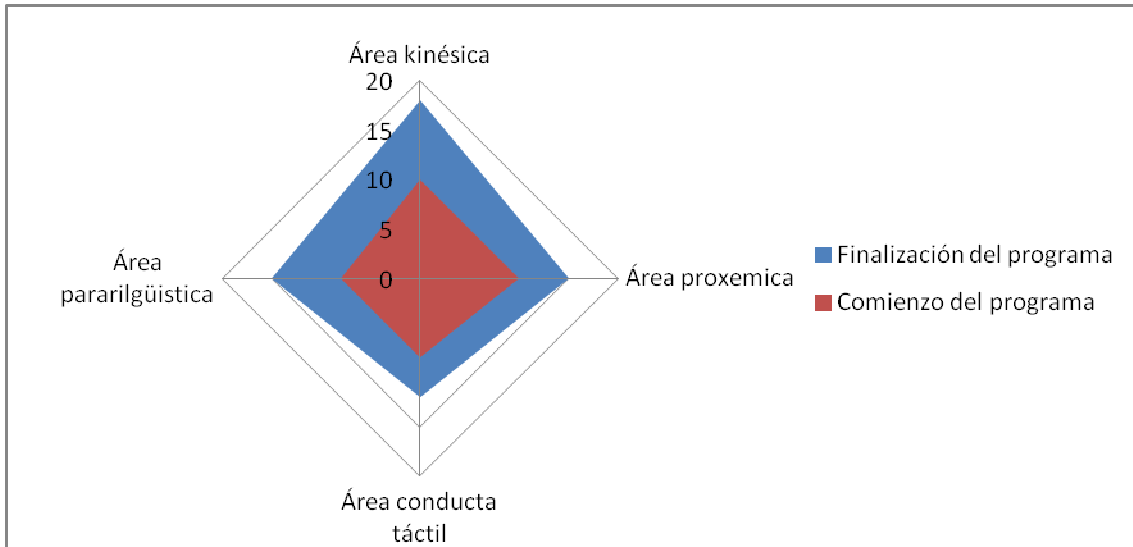 Área kinésica
20
15
10
5
0
Área
pararilgüistica
Área proxemica
Área conducta
táctil
Finalización del programa
Comienzo del programa